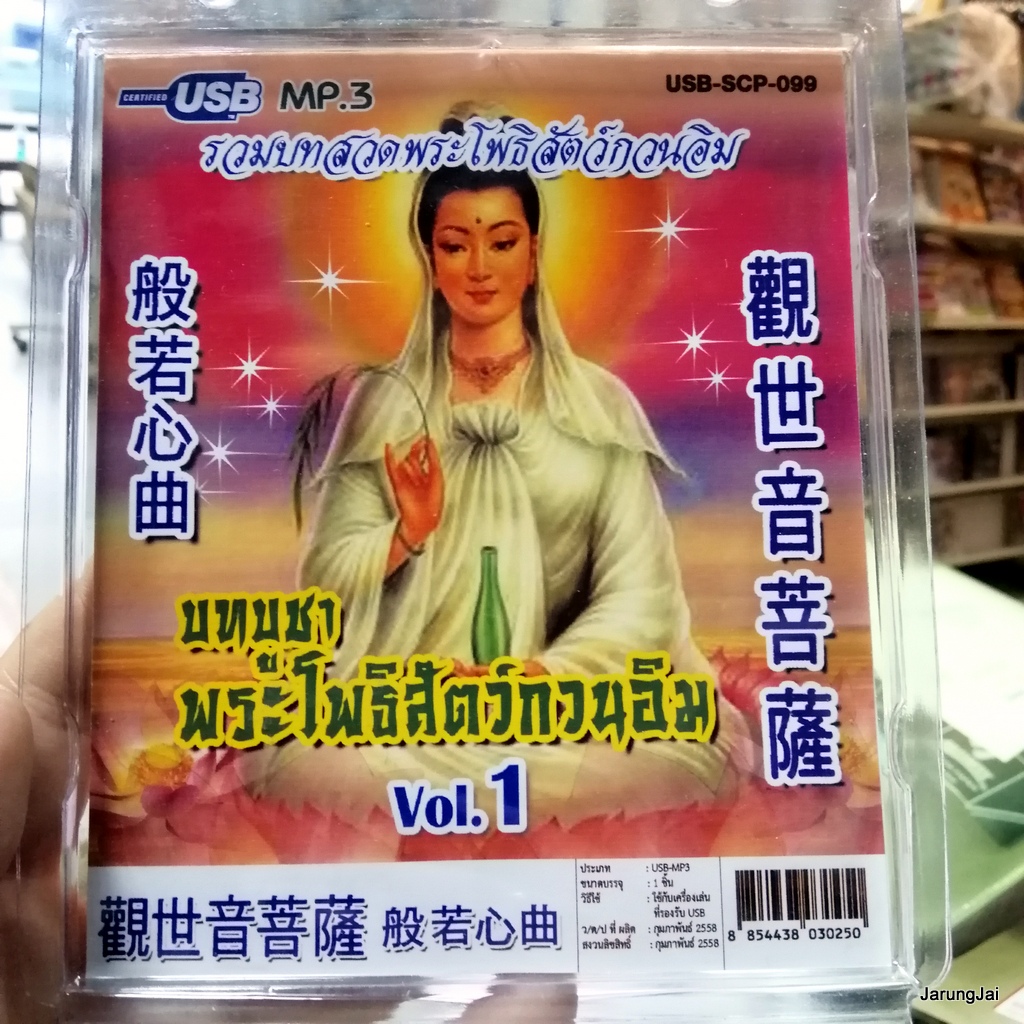 CERTIFIED USB TM MP.3
USB-SCP-099
รวมบทสวดพระโพธิสัตว์กวนอิม
般若心曲
觀世音菩薩
บทบูชา
พระโพธิสัตว์กวนอิม
Vol.1
觀世音菩薩 般若心曲
ประเภท : USB-MP3
ขนาดบรรจุ : 1 ชิ้น
วิธีใช้ : ใช้กับเครื่องเล่น
ที่รองรับ USB
ว/ด/ป ที่ ผลิต : กุมภาพันธ์ 2558
สงวนลิขสิทธิ์ : กุมภาพันธ์ 2558
8 854438 030250
JarungJai